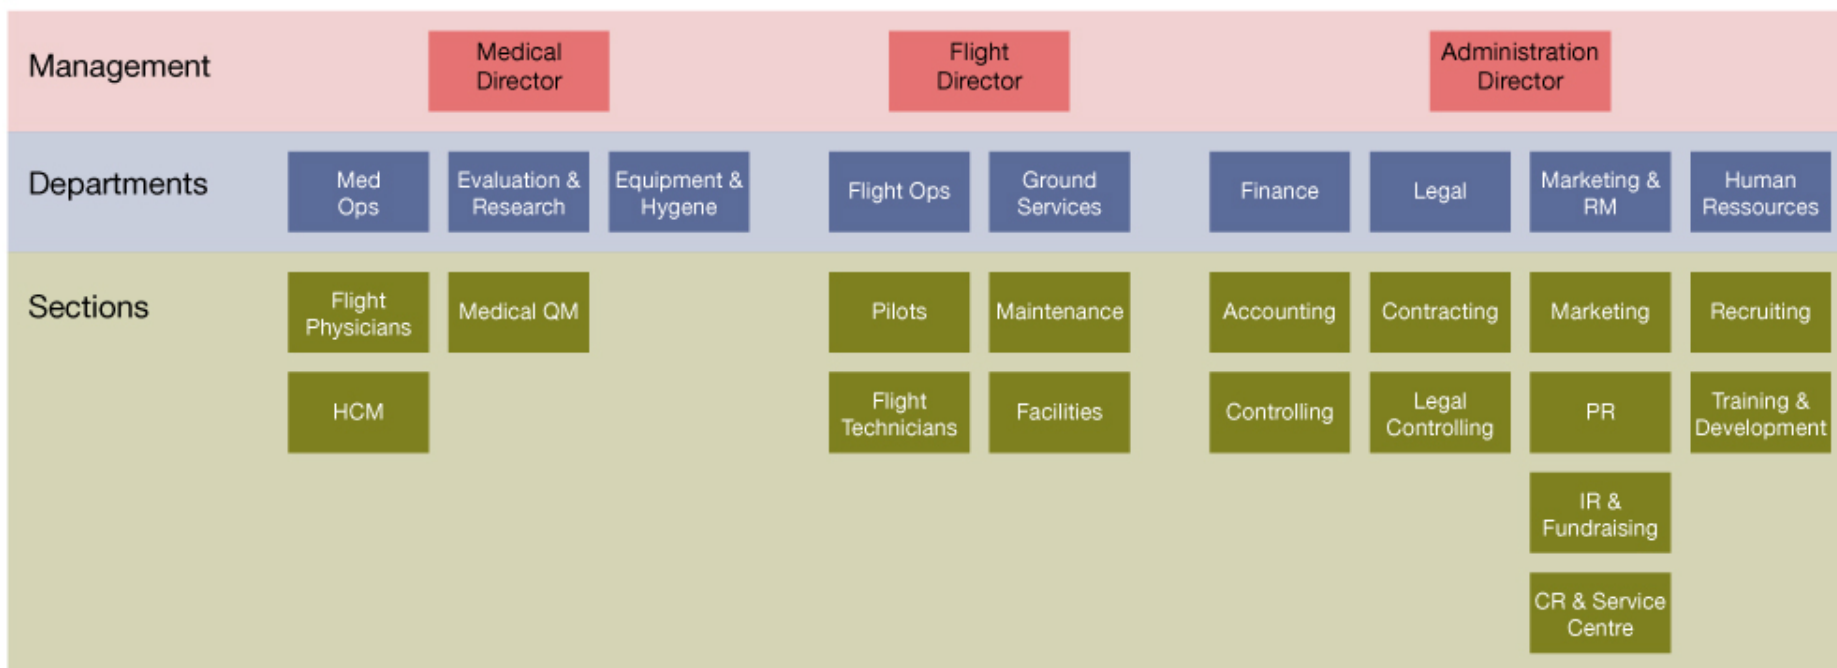 Management
Medical
Director
Flight
Director
Administration
Director
Departments
Med
Ops
Evaluation &
Research
Equipment &
Hygene
Flight Ops
Ground
Services
Finance
Legal
Marketing &
RM
Human
Ressources
Sections
Flight
Physicians
Medical QM
Pilots
Maintenance
Accounting
Contracting
Marketing
Recruiting
HCM
Flight
Technicians
Facilities
Controlling
Legal
Controlling
PR
Training &
Development
IR &
Fundraising
CR & Service
Centre